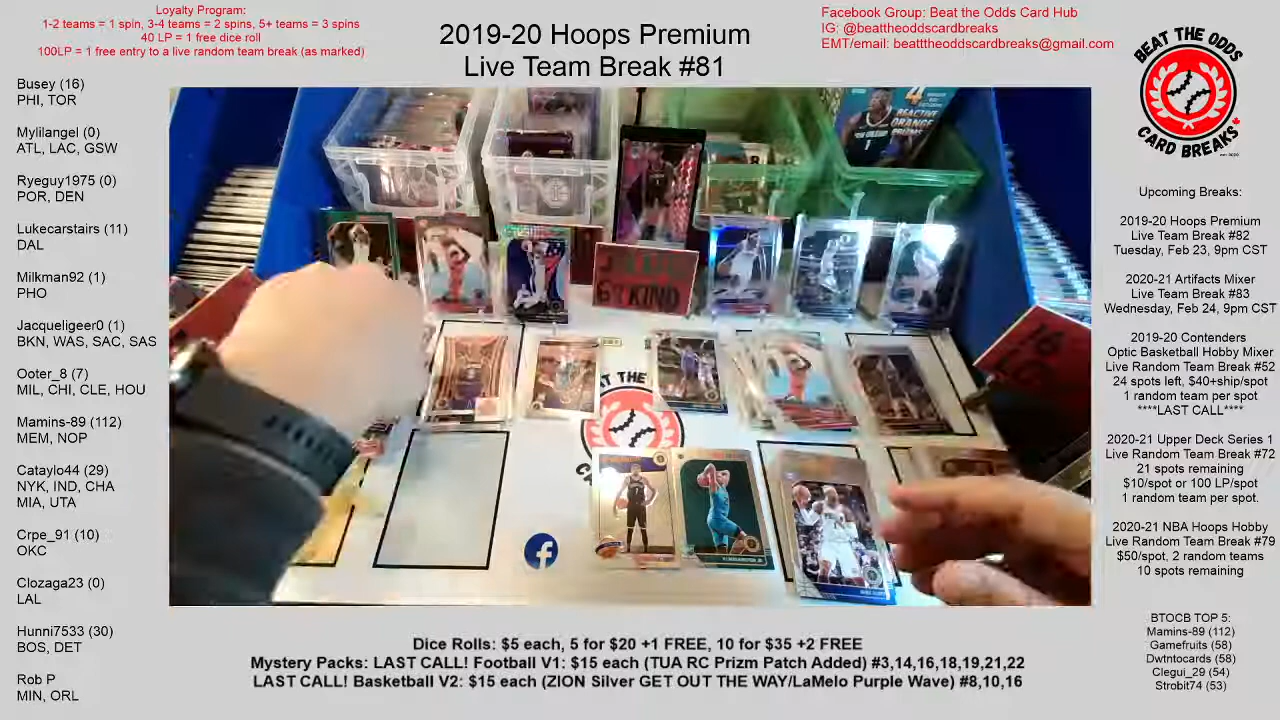 Loyalty Program:
1-2 teams = 1 spin, 3-4 teams = 2 spins, 5+ teams = 3 spins
40 LP = 1 free dice roll
100LP = 1 free entry to a live random team break (as marked)
2019-20 Hoops Premium
Live Team Break #81
Facebook Group: Beat the Odds Card Hub
IG: @beattheoddscardbreaks
EMT/email: beattheoddscardbreaks@gmail.com
BEAT THE ODDS
CARD BREAKS
Busey (16)
PHI, TOR
Mylilangel (0)
ATL, LAC, GSW
Ryeguy1975 (0)
POR, DEN
Lukecarstairs (11)
DAL
Milkman92 (1)
PHO
Jacqueligeer0 (1)
BKN, WAS, SAC, SAS
Ooter_8 (7)
MIL, CHI, CLE, HOU
Mamins-89 (112)
MEM, NOP
Cataylo44 (29)
NYK, IND, CHA
MIA, UTA
Crpe_91 (10)
OKC
Clozaga23 (0)
LAL
Hunni7533 (30)
BOS, DET
Rob P
MIN, ORL
4
REACTIVE
ORANGE
PRIZMS
KIND
AT THE
Upcoming Breaks:
2019-20 Hoops Premium
Live Team Break #82
Tuesday, Feb 23, 9pm CST
2020-21 Artifacts Mixer
Live Team Break #83
Wednesday, Feb 24, 9pm CST
2019-20 Contenders
Optic Basketball Hobby Mixer
Live Random Team Break #52
24 spots left, $40+ship/spot
1 random team per spot
****LAST CALL****
2020-21 Upper Deck Series 1
Live Random Team Break #72
21 spots remaining
$10/spot or 100 LP/spot
1 random team per spot.
2020-21 NBA Hoops Hobby
Live Random Team Break #79
$50/spot- 2 random teams
10 spots remaining
BTOCB TOP 5:
Mamins-89 (112)
Gamefruits (58)
Dwtntocards (58)
Clegui_29 (54)
Strobit74 (53)
Dice Rolls: $5 each, 5 for $20 +1 FREE, 10 for $35 +2 FREE
Mystery Packs: LAST CALL! Football V1: $15 each (TUA RC Prizm Patch Added) #3,14,16,18,19,21,22
LAST CALL! Basketball V2: $15 each (ZION Silver GET OUT THE WAY/LaMelo Purple Wave) #8,10,16